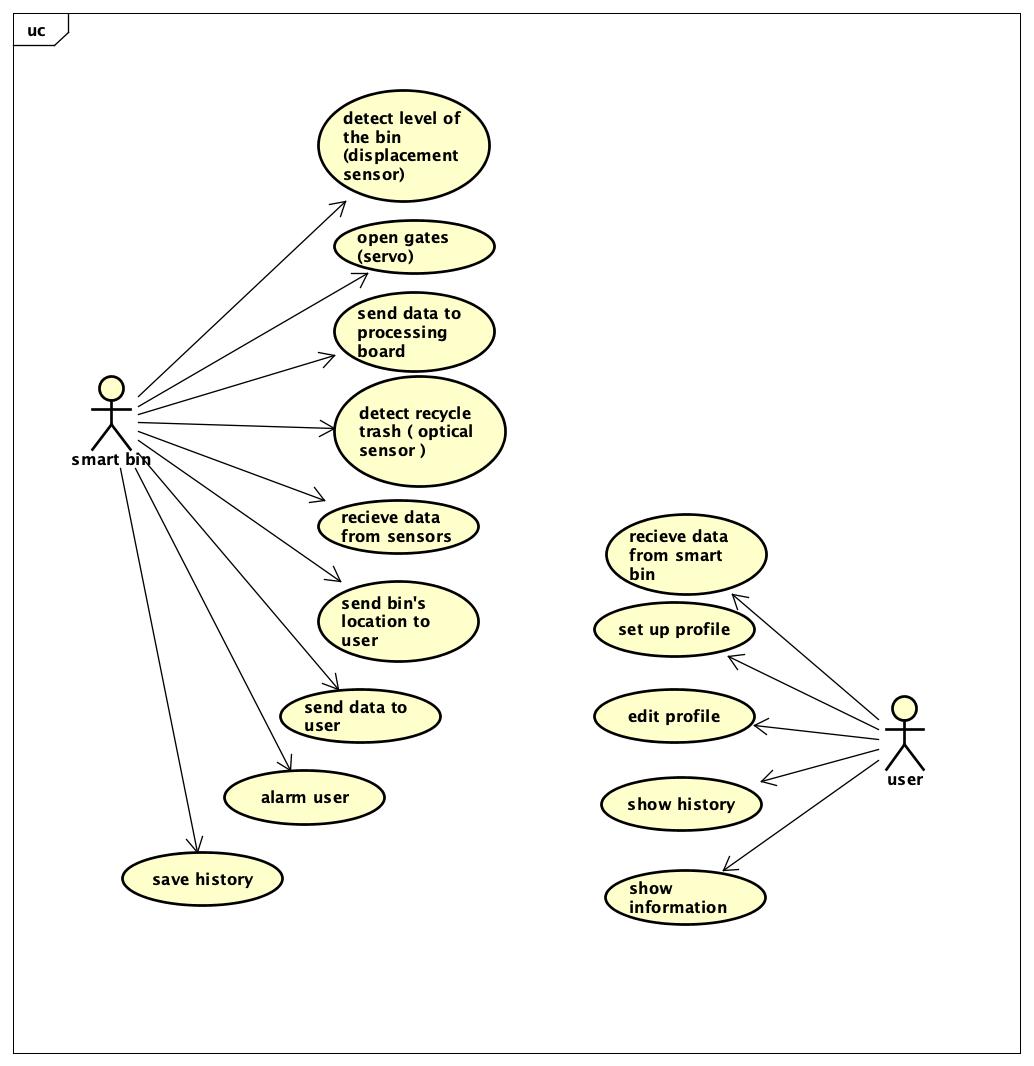 uc
detect level of
the bin
(displacement
sensor)
open gates
(servo)
send data to
processing
board
detect recycle
trash ( optical
sensor )
smart bin
recieve data
from sensors
send bin's
location to
user
send data to
user
alarm user
save history
recieve data
from smart
bin
set up profile
edit profile
user
show history
show
information